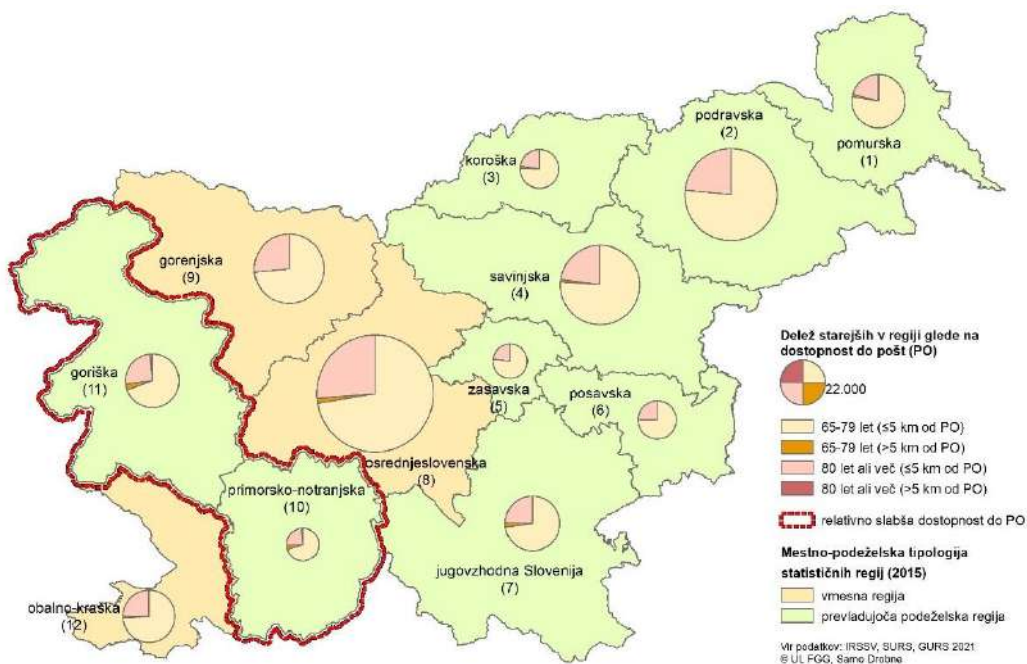 podravska
(2)
pomurska
(1)
koroška
(3)
gorenjska
(9)
savinjska
(4)
goriška
(11)
zasavska
(5)
posavska
(6)
osrednjeslovenska
(8)
primorsko-notranjska
(10)
jugovzhodna Slovenija
(7)
obalno-kraška
(12)
Delež starejših v regiji glede na
dostopnost do pošt (PO)
22.000
65-79 let (≤5 km od PO)
65-79 let (>5 km od PO)
80 let ali več (≤5 km od PO)
80 let ali več (>5 km od PO)
relativno slabša dostopnost do PO
Mestno-podeželska tipologija
statističnih regij (2015)
vmesna regija
prevladujoča podeželska regija
Vir podatkov: IRSSV, SURS, GURS 2021
© UL FGG, Samo Drobne